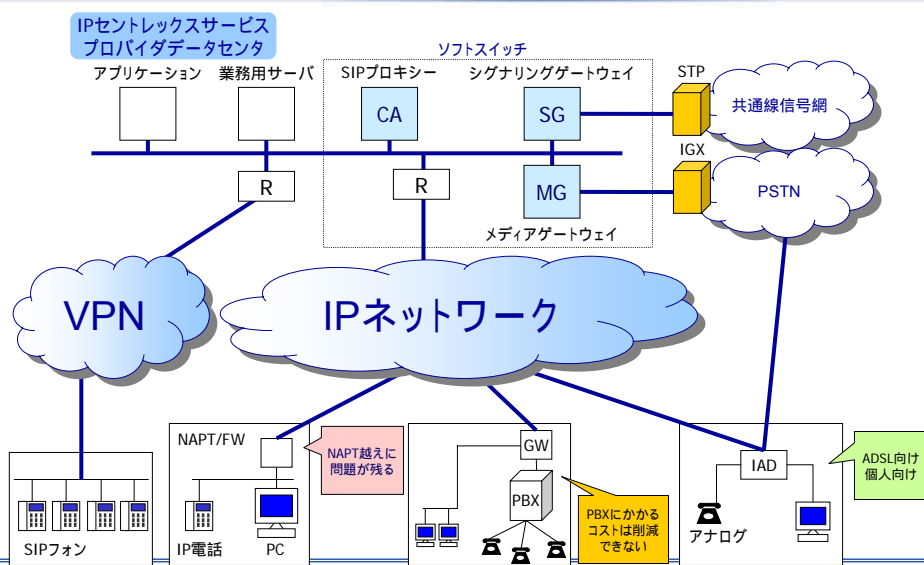 IPセントレックスサービス
プロバイダデータセンタ
ソフトスイッチ
アプリケーション
業務用サーバ
SIPプロキシー
シグナリングゲートウェイ
STP
共通線信号網
CA
SG
IGX
R
R
MG
PSTN
メディアゲートウェイ
VPN
IPネットワーク
NAPT/FW
NAPT越えに
問題が残る
GW
IAD
ADSL向け
個人向け
PBX
PBXにかかる
コストは削減
できない
アナログ
SIPフォン
IP電話
PC